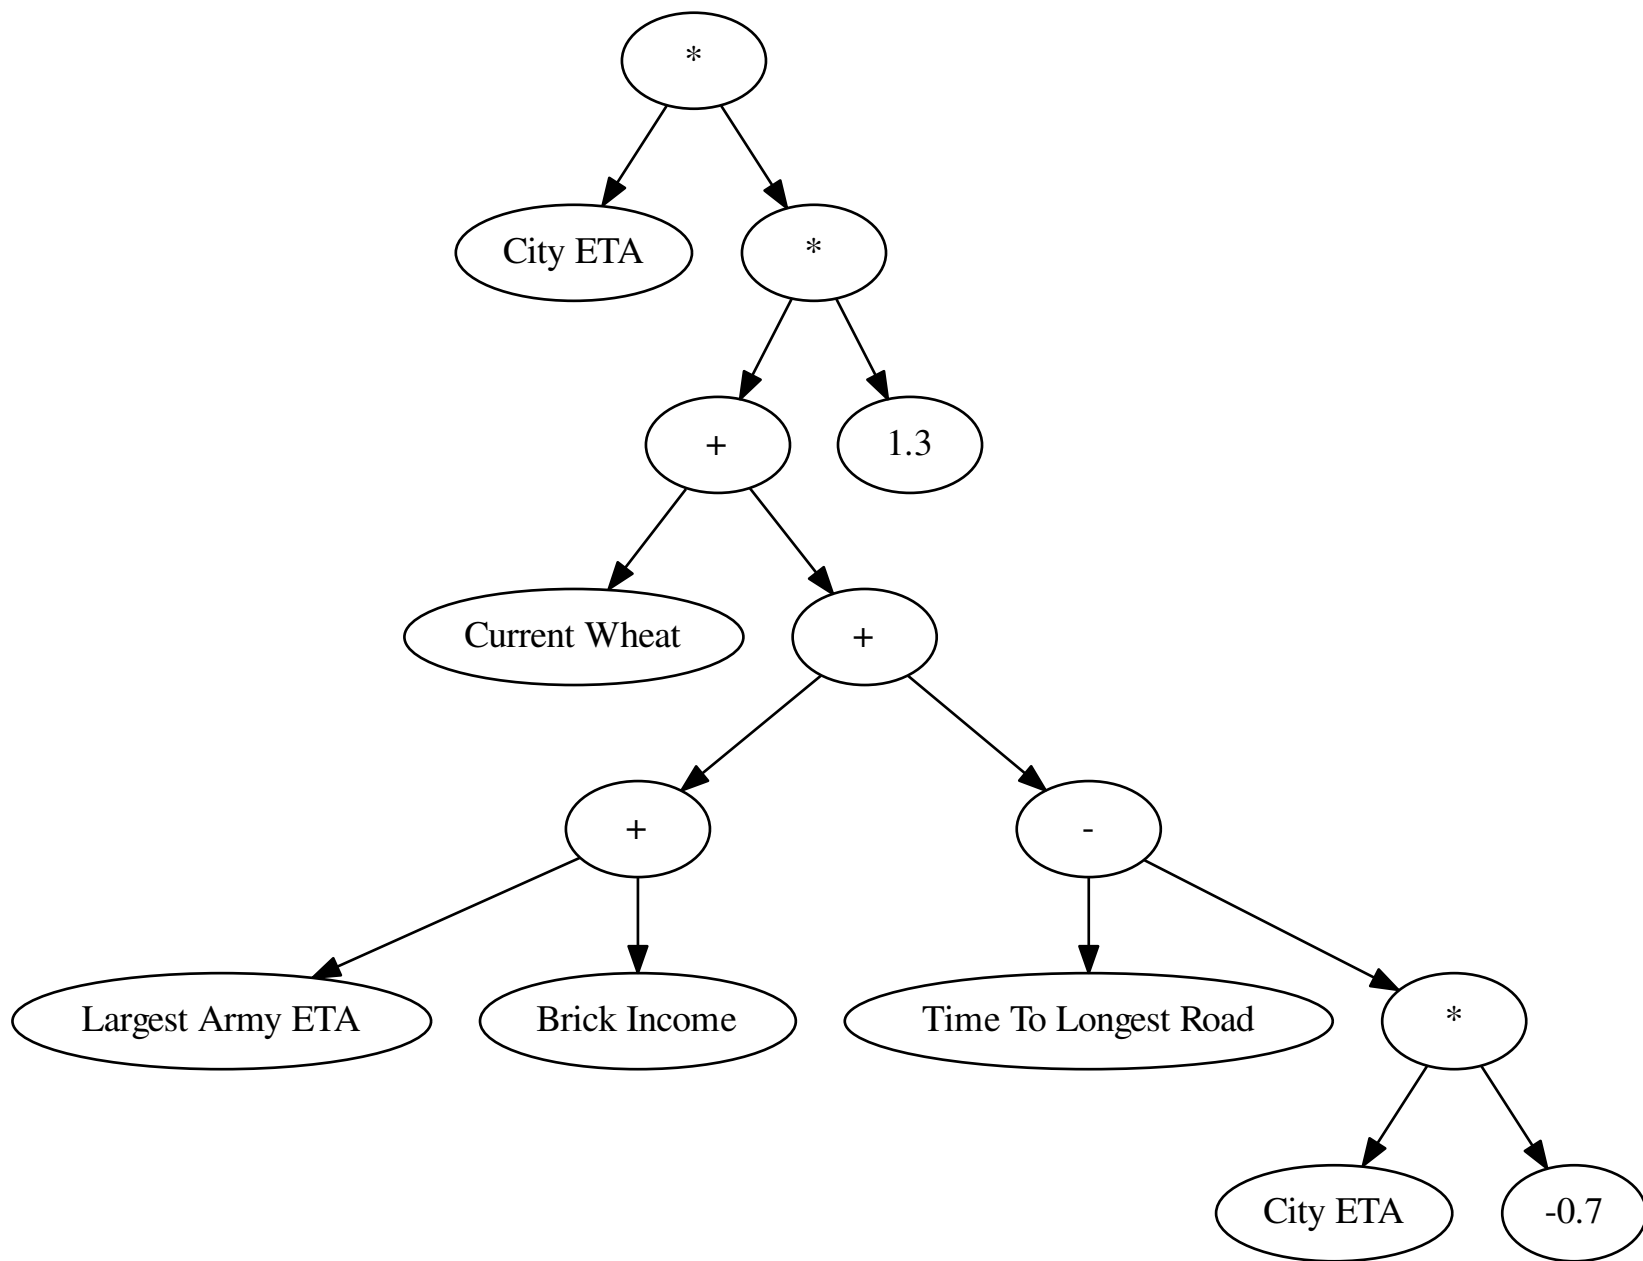 *
City ETA
*
+
1.3
Current Wheat
+
+
-
Largest Army ETA
Brick Income
Time To Longest Road
*
City ETA
-0.7